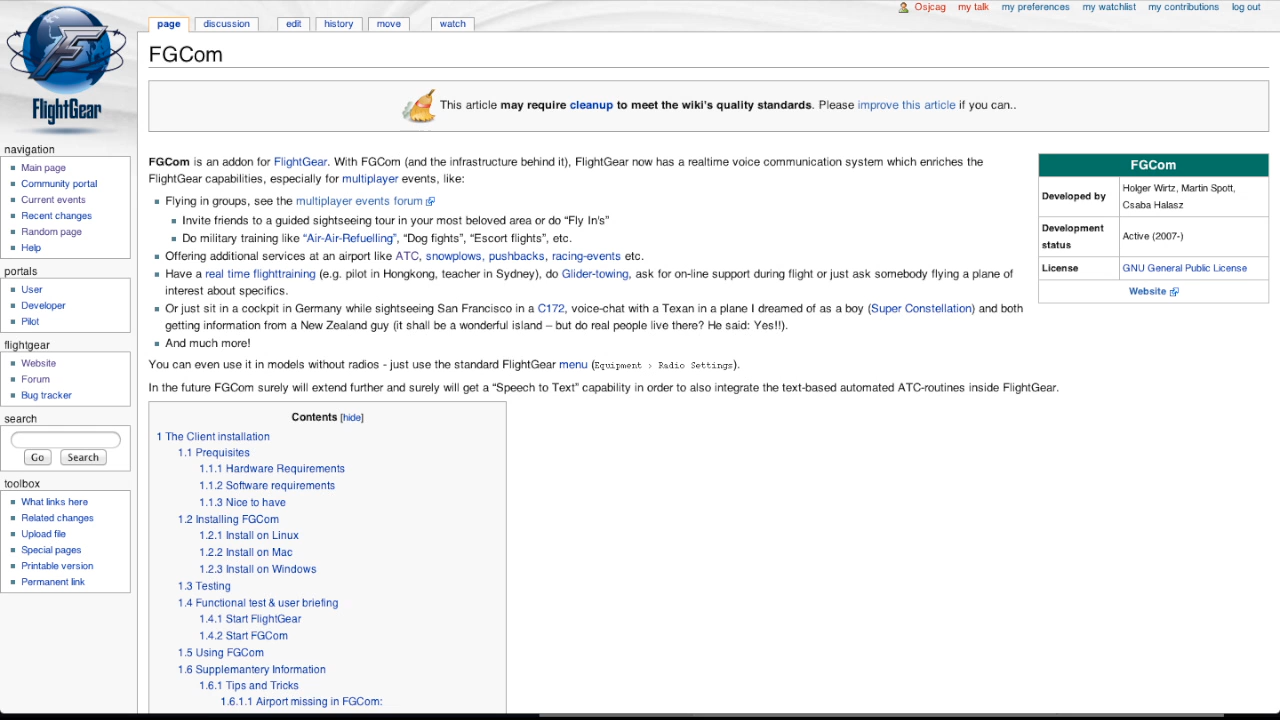 page discussion edit history move watch
Osjcag my talk my preferences my watchlist my contributions log out
FlightGear
FGCom
This article may require cleanup to meet the wiki's quality standards. Please improve this article if you can..
navigation
Main page
Community portal
Current events
Recent changes
Random page
Help
portals
User
Developer
Pilot
flightgear
Website
Forum
Bug tracker
search
Go Search
toolbox
What links here
Related changes
Upload file
Special pages
Printable version
Permanent link
FGCom is an addon for FlightGear. With FGCom (and the infrastructure behind it), FlightGear now has a realtime voice communication system which enriches the
FlightGear capabilities, especially for multiplayer events, like:
Flying in groups, see the multiplayer events forum
Invite friends to a guided sightseeing tour in your most beloved area or do “Fly In's”
Do military training like “Air-Air-Refuelling”, “Dog fights”, “Escort flights”, etc.
Offering additional services at an airport like ATC, snowplows, pushbacks, racing-events etc.
Have a real time flighttraining (e.g. pilot in Hongkong, teacher in Sydney), do Glider-towing, ask for on-line support during flight or just ask somebody flying a plane of
interest about specifics.
Or just sit in a cockpit in Germany while sightseeing San Francisco in a C172, voice-chat with a Texan in a plane I dreamed of as a boy (Super Constellation) and both
getting information from a New Zealand guy (it shall be a wonderful island – but do real people live there? He said: Yes!!).
And much more!
You can even use it in models without radios - just use the standard FlightGear menu (Equipment › Radio Settings).
In the future FGCom surely will extend further and surely will get a “Speech to Text” capability in order to also integrate the text-based automated ATC-routines inside FlightGear.
FGCom
Developed by Holger Wirtz, Martin Spott,
Csaba Halasz
Development
status Active (2007-)
License GNU General Public License
Website
Contents [hide]
1 The Client installation
1.1 Prequisites
1.1.1 Hardware Requirements
1.1.2 Software requirements
1.1.3 Nice to have
1.2 Installing FGCom
1.2.1 Install on Linux
1.2.2 Install on Mac
1.2.3 Install on Windows
1.3 Testing
1.4 Functional test & user briefing
1.4.1 Start FlightGear
1.4.2 Start FGCom
1.5 Using FGCom
1.6 Supplemantery Information
1.6.1 Tips and Tricks
1.6.1.1 Airport missing in FGCom: